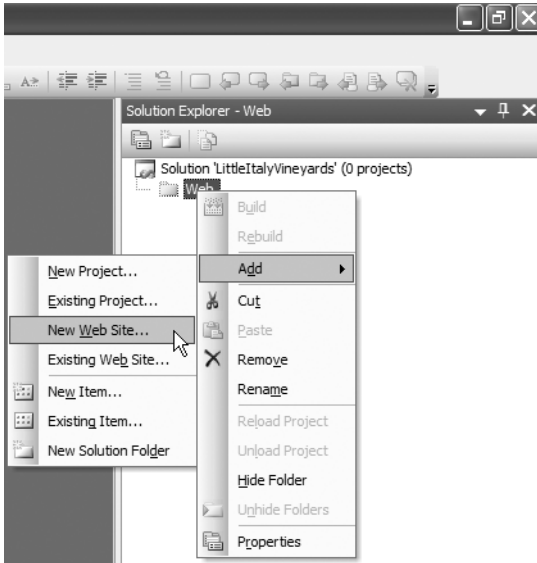 Solution Explorer - Web
Solution 'LittleItalyVineyards' (0 projects)
Web
Build
Rebuild
Add
Cut
Paste
Remove
Rename
Reload Project
Unload Project
Hide Folder
Unhide Folders
Properties
New Project...
Existing Project...
New Web Site...
Existing Web Site...
New Item...
Existing Item...
New Solution Folder